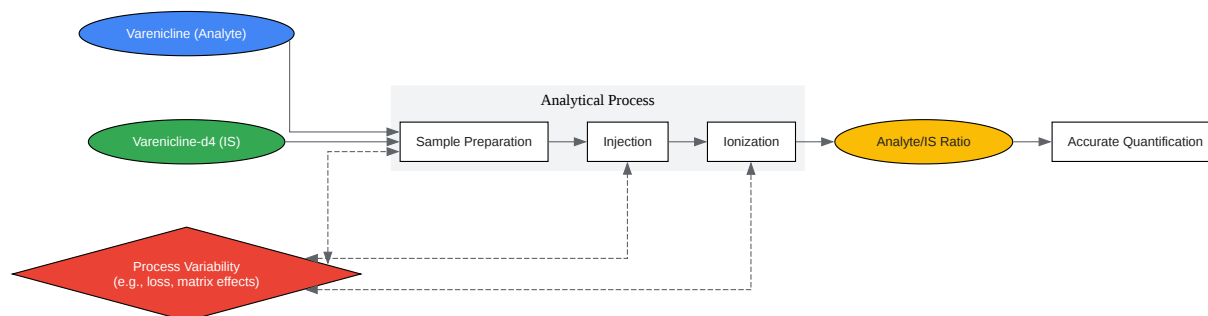 Varenicline (Analyte)
Analytical Process
Varenicline-d4 (IS)
Sample Preparation
Injection
Ionization
Analyte/IS Ratio
Accurate Quantification
Process Variability
(e.g., loss, matrix effects)